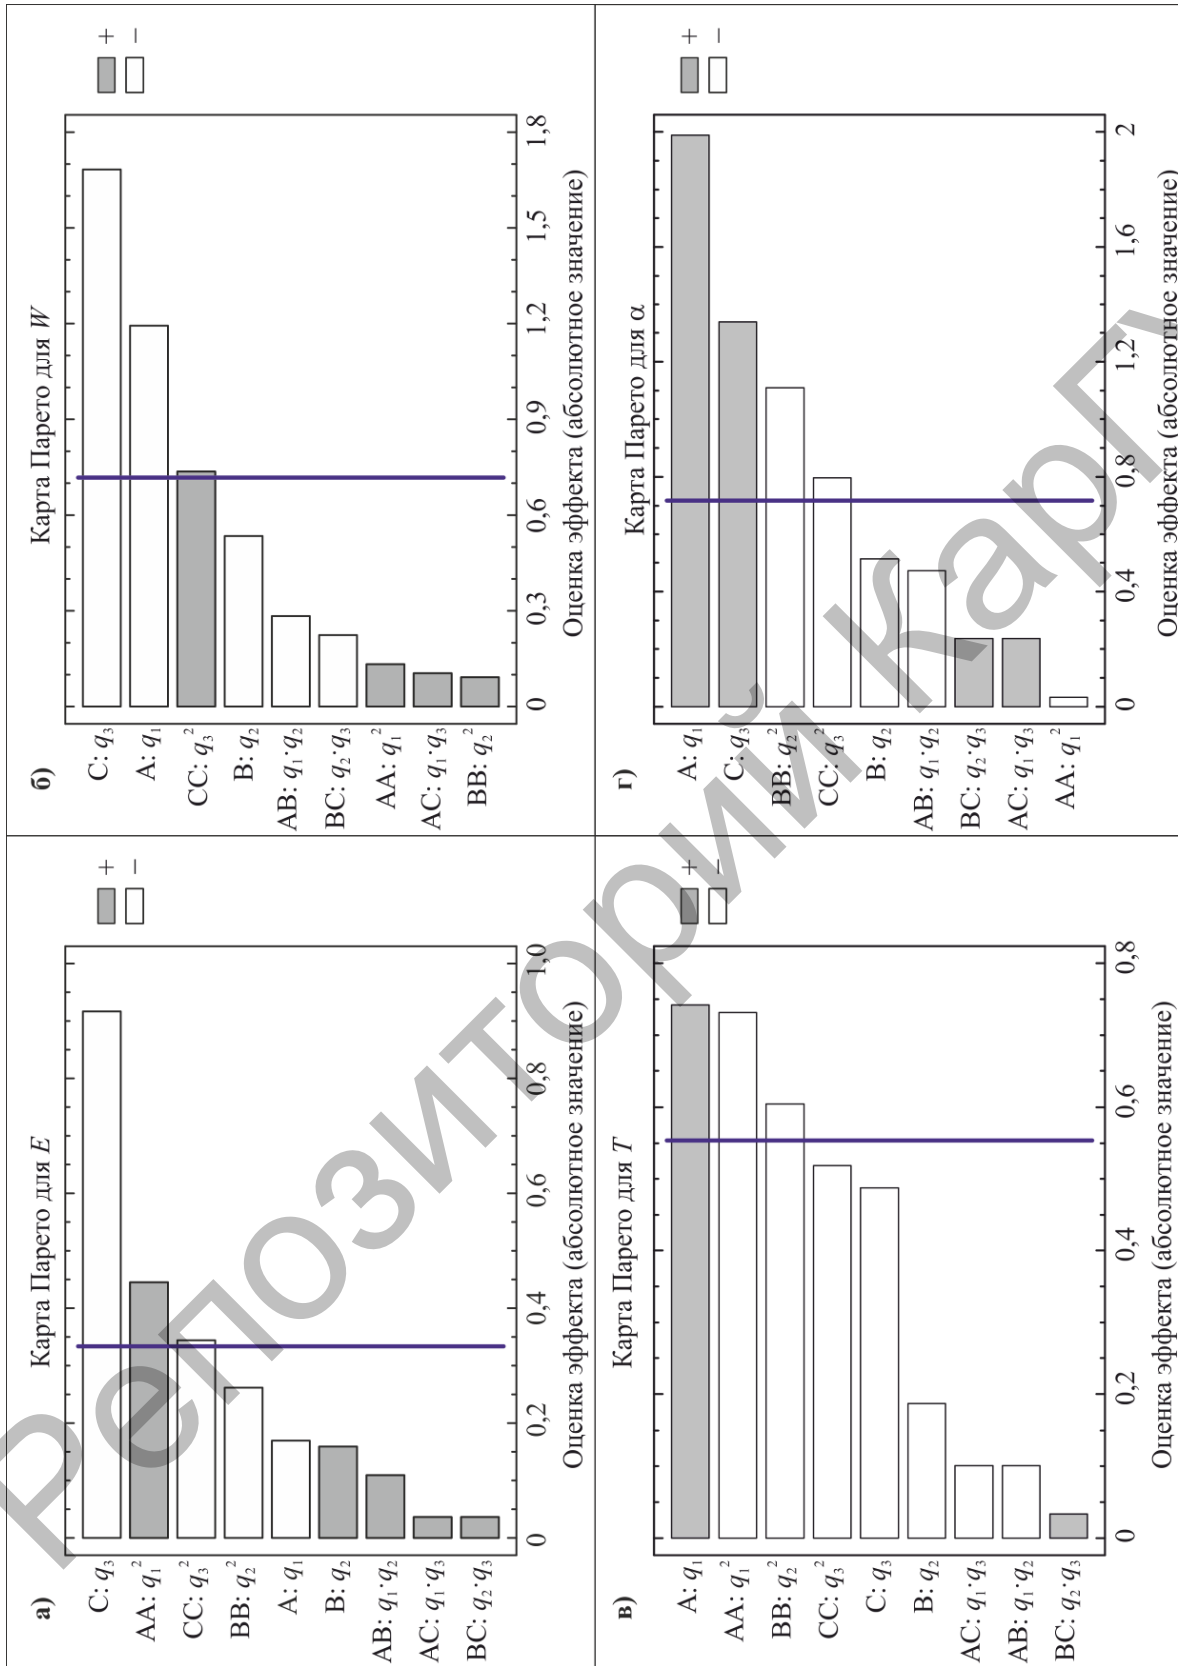 а)
Карта Парето для E
+
−
C: q₃
AA: q₁²
CC: q₃²
BB: q₂²
A: q₁
B: q₂
AB: q₁·q₂
AC: q₁·q₃
BC: q₂·q₃
0 0,2 0,4 0,6 0,8 1,0
Оценка эффекта (абсолютное значение)
б)
Карта Парето для W
+
−
C: q₃
A: q₁
CC: q₃²
B: q₂
AB: q₁·q₂
BC: q₂·q₃
AA: q₁²
AC: q₁·q₃
BB: q₂²
0 0,3 0,6 0,9 1,2 1,5 1,8
Оценка эффекта (абсолютное значение)
в)
Карта Парето для T
+
−
A: q₁
AA: q₁²
BB: q₂²
CC: q₃²
C: q₃
B: q₂
AC: q₁·q₃
AB: q₁·q₂
BC: q₂·q₃
0 0,2 0,4 0,6 0,8
Оценка эффекта (абсолютное значение)
г)
Карта Парето для α
+
−
A: q₁
C: q₃
BB: q₂²
CC: q₃²
B: q₂
AB: q₁·q₂
BC: q₂·q₃
AC: q₁·q₃
AA: q₁²
0 0,4 0,8 1,2 1,6 2
Оценка эффекта (абсолютное значение)
Репозиторий КарГУ